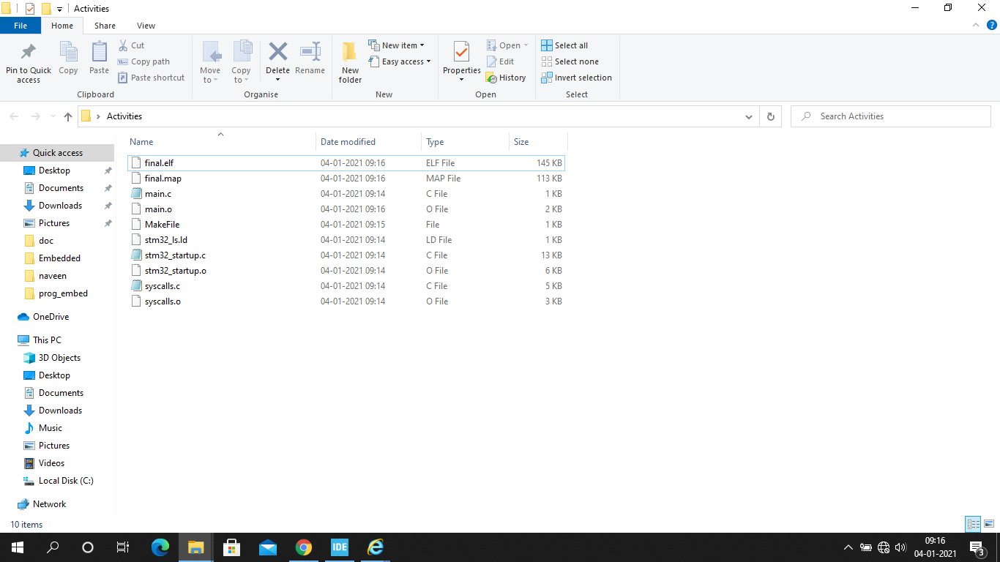 Activities
File Home Share View
Pin to Quick access
Copy
Paste
Cut
Copy path
Paste shortcut
Clipboard
Move to
Copy to
Delete
Rename
Organise
New folder
New item
Easy access
New
Properties
Open
Edit
History
Open
Select all
Select none
Invert selection
Select
Activities
Search Activities
Name Date modified Type Size
final.elf 04-01-2021 09:16 ELF File 145 KB
final.map 04-01-2021 09:16 MAP File 113 KB
main.c 04-01-2021 09:14 C File 1 KB
main.o 04-01-2021 09:16 O File 2 KB
MakeFile 04-01-2021 09:15 File 1 KB
stm32_ls.ld 04-01-2021 09:14 LD File 1 KB
stm32_startup.c 04-01-2021 09:14 C File 13 KB
stm32_startup.o 04-01-2021 09:14 O File 6 KB
syscalls.c 04-01-2021 09:14 C File 5 KB
syscalls.o 04-01-2021 09:14 O File 3 KB
Quick access
Desktop
Documents
Downloads
Pictures
doc
Embedded
naveen
prog_embed
OneDrive
This PC
3D Objects
Desktop
Documents
Downloads
Music
Pictures
Videos
Local Disk (C:)
Network
10 items
IDE
09:16
04-01-2021
3